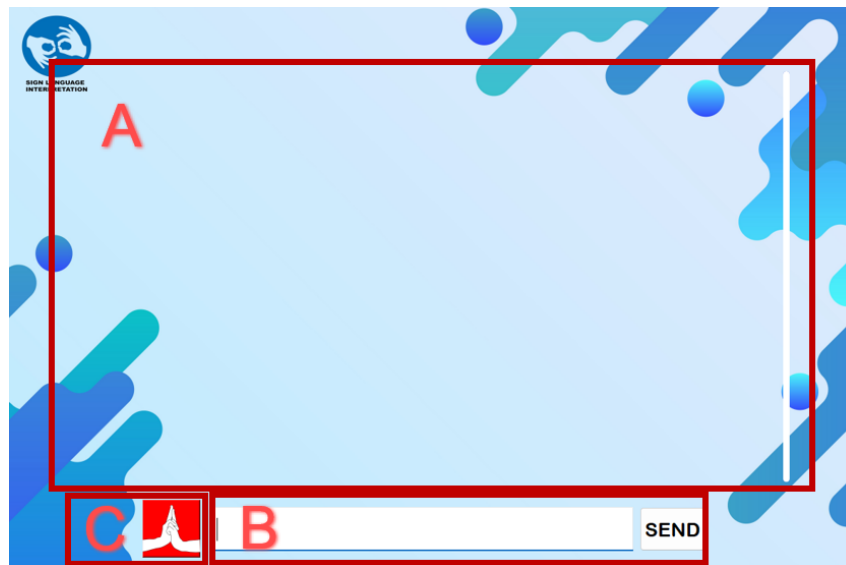 SIGN LANGUAGE
INTERPRETATION
A
C
B
SEND